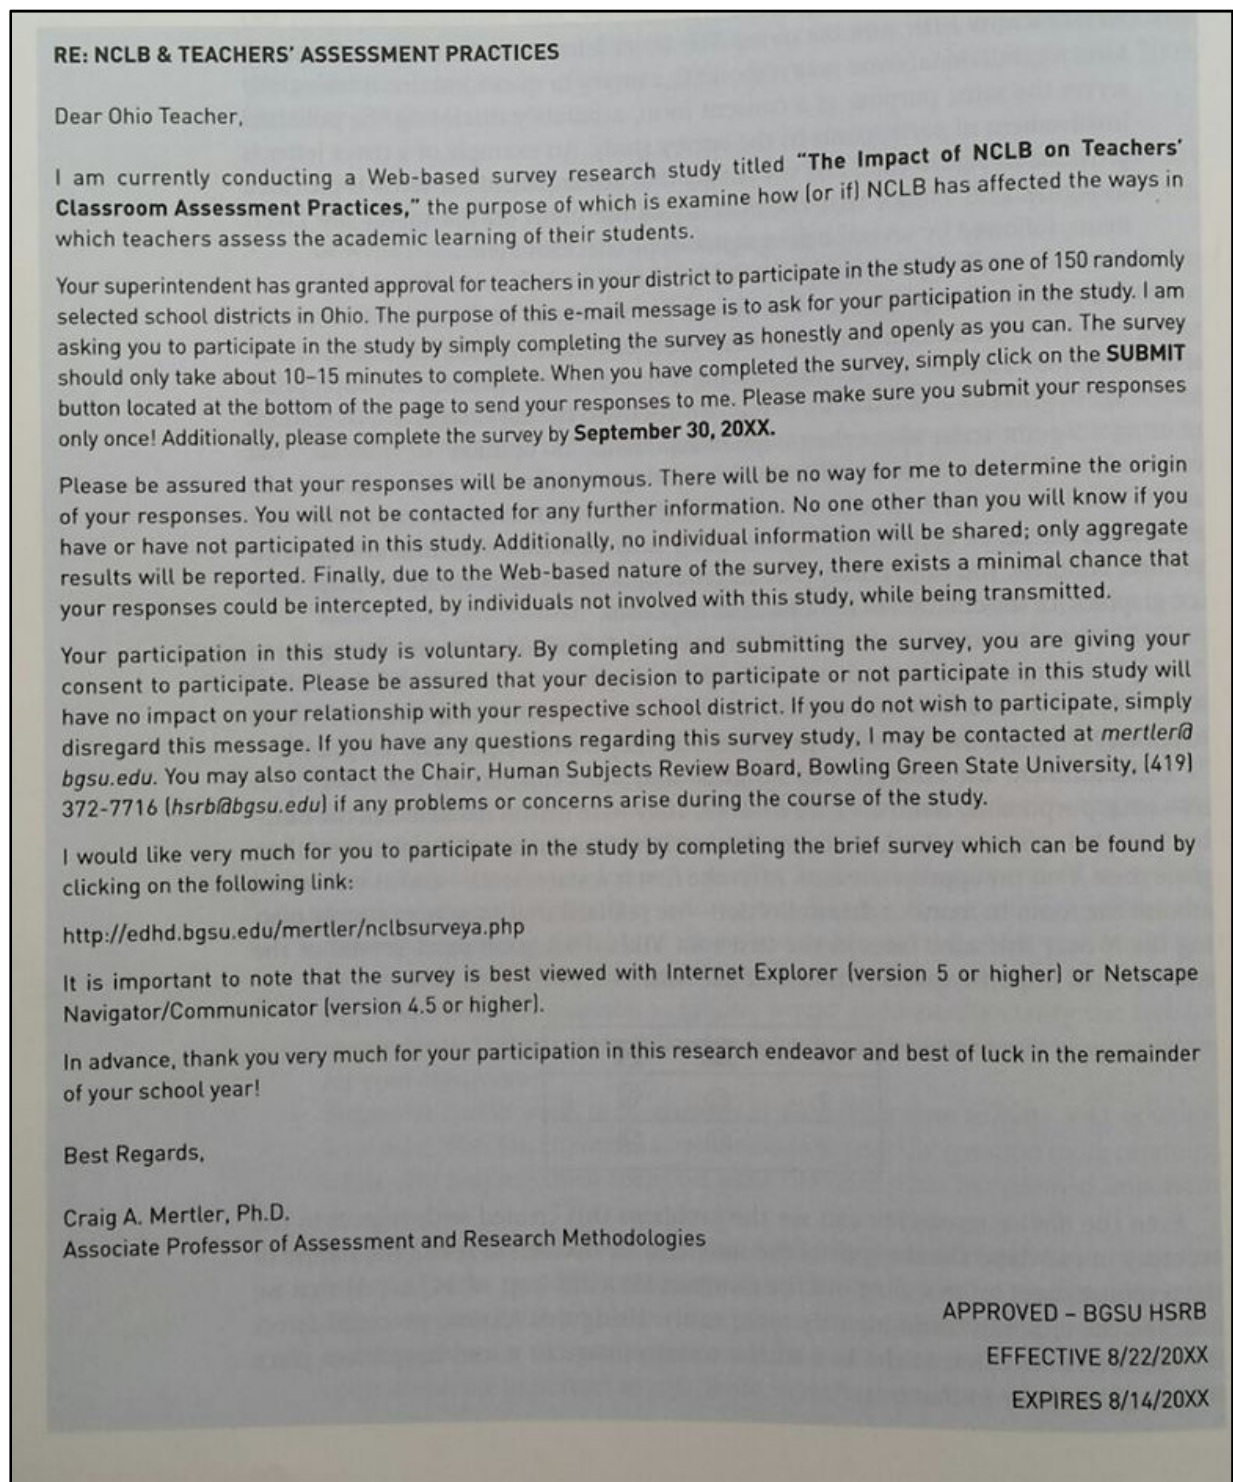 RE: NCLB & TEACHERS' ASSESSMENT PRACTICES
Dear Ohio Teacher,
I am currently conducting a Web-based survey research study titled "The Impact of NCLB on Teachers'
Classroom Assessment Practices," the purpose of which is examine how (or if) NCLB has affected the ways in
which teachers assess the academic learning of their students.
Your superintendent has granted approval for teachers in your district to participate in the study as one of 150 randomly
selected school districts in Ohio. The purpose of this e-mail message is to ask for your participation in the study. I am
asking you to participate in the study by simply completing the survey as honestly and openly as you can. The survey
should only take about 10–15 minutes to complete. When you have completed the survey, simply click on the SUBMIT
button located at the bottom of the page to send your responses to me. Please make sure you submit your responses
only once! Additionally, please complete the survey by September 30, 20XX.
Please be assured that your responses will be anonymous. There will be no way for me to determine the origin
of your responses. You will not be contacted for any further information. No one other than you will know if you
have or have not participated in this study. Additionally, no individual information will be shared; only aggregate
results will be reported. Finally, due to the Web-based nature of the survey, there exists a minimal chance that
your responses could be intercepted, by individuals not involved with this study, while being transmitted.
Your participation in this study is voluntary. By completing and submitting the survey, you are giving your
consent to participate. Please be assured that your decision to participate or not participate in this study will
have no impact on your relationship with your respective school district. If you do not wish to participate, simply
disregard this message. If you have any questions regarding this survey study, I may be contacted at mertler@
bgsu.edu. You may also contact the Chair, Human Subjects Review Board, Bowling Green State University, (419)
372-7716 (hsrb@bgsu.edu) if any problems or concerns arise during the course of the study.
I would like very much for you to participate in the study by completing the brief survey which can be found by
clicking on the following link:
http://edhd.bgsu.edu/mertler/nclbsurveya.php
It is important to note that the survey is best viewed with Internet Explorer (version 5 or higher) or Netscape
Navigator/Communicator (version 4.5 or higher).
In advance, thank you very much for your participation in this research endeavor and best of luck in the remainder
of your school year!
Best Regards,
Craig A. Mertler, Ph.D.
Associate Professor of Assessment and Research Methodologies
APPROVED – BGSU HSRB
EFFECTIVE 8/22/20XX
EXPIRES 8/14/20XX